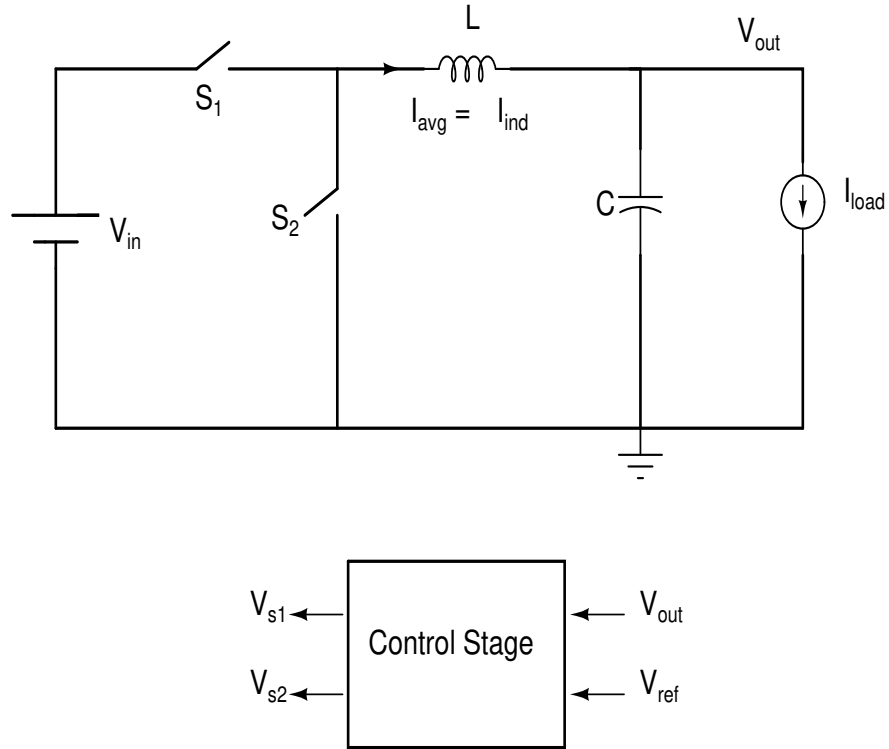 L
V_out
S_1
I_avg = I_ind
S_2
C
I_load
V_in
V_s1
V_out
Control Stage
V_s2
V_ref